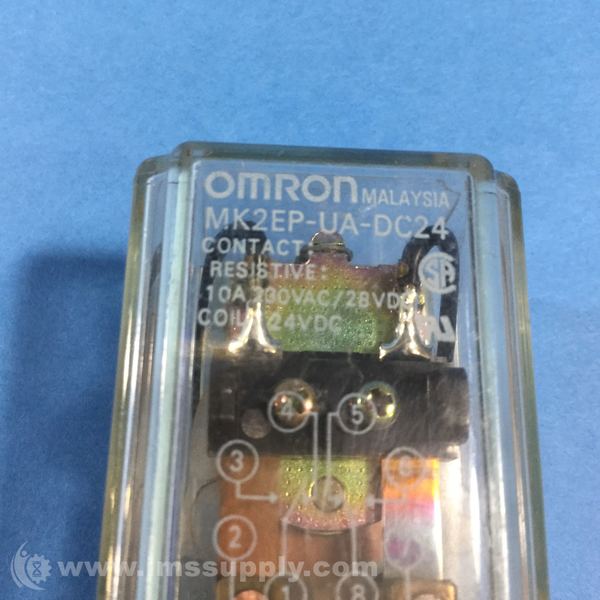 OMRON MALAYSIA
MK2EP-UA-DC24
CONTACT:
RESISTIVE:
10A 200VAC/28VDC
COIL: 24VDC
4 5
3 6
2
1 8
www.imssupply.com